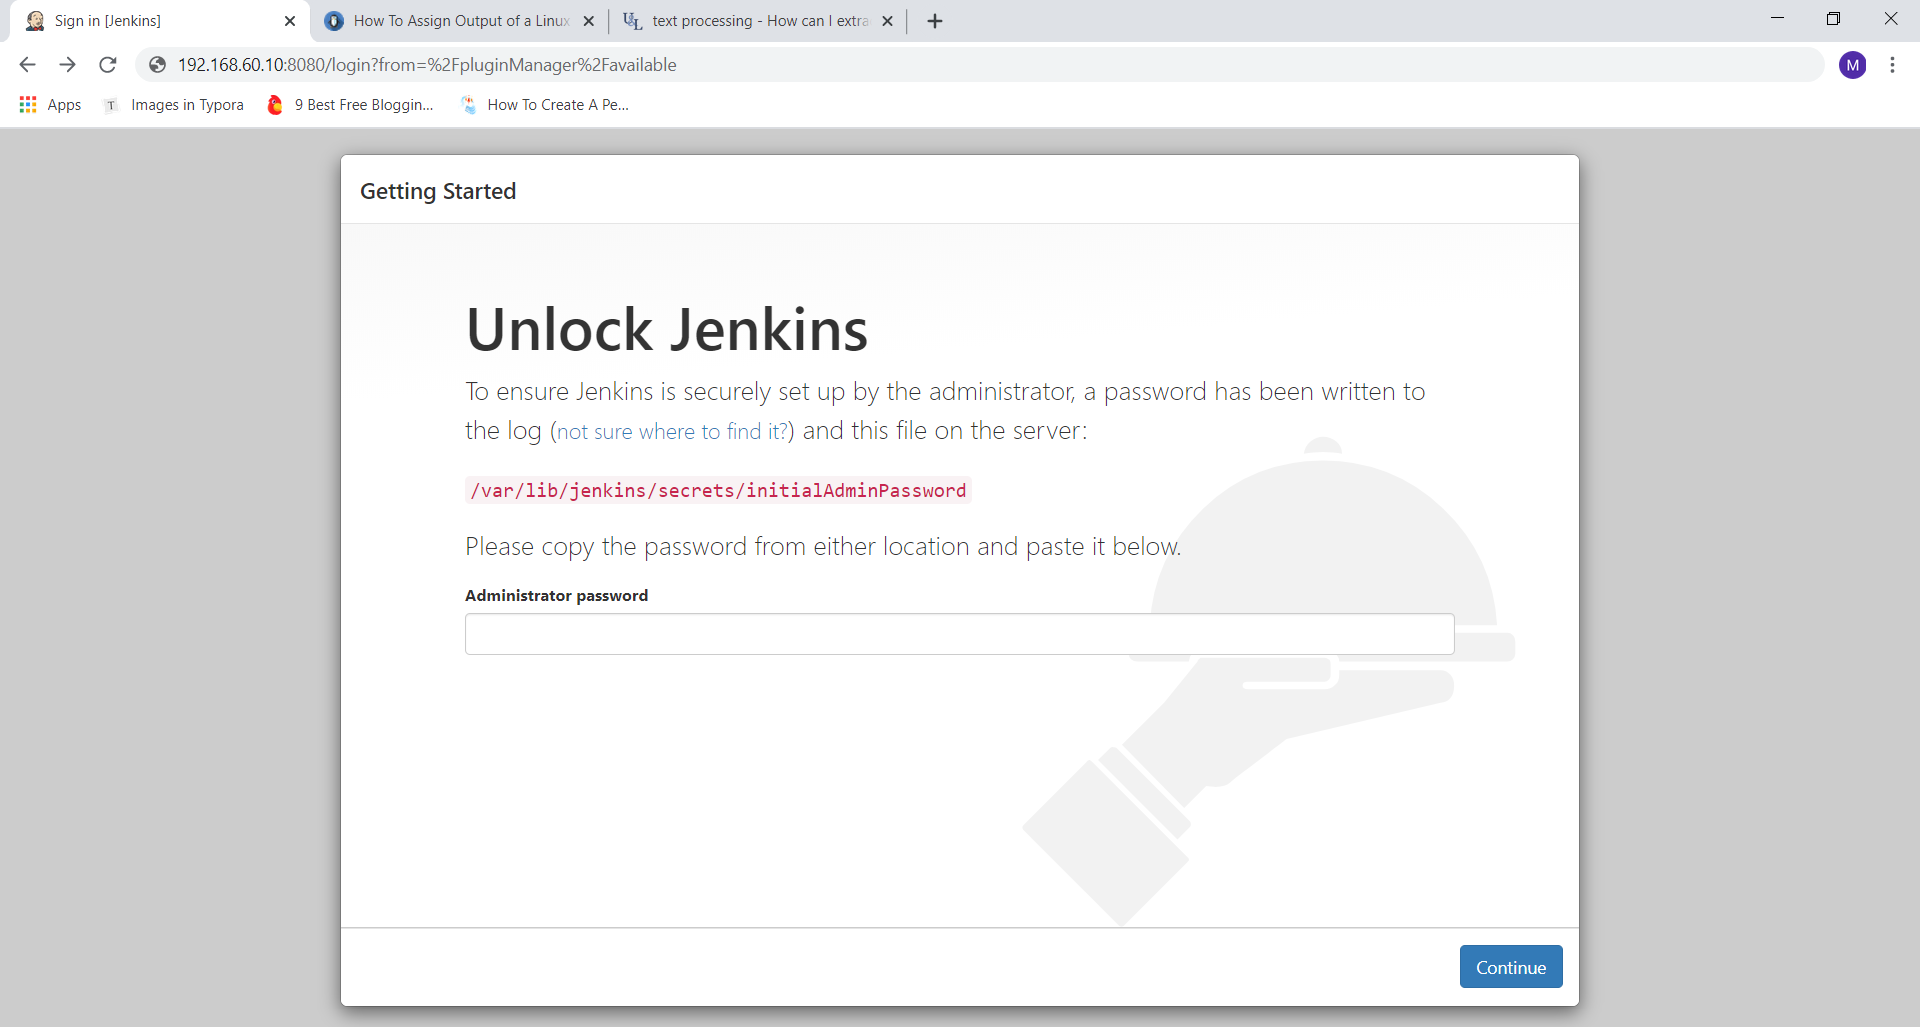 Sign in [Jenkins]
How To Assign Output of a Linux
text processing - How can I extra
192.168.60.10:8080/login?from=%2FpluginManager%2Favailable
M
Apps
T
Images in Typora
9 Best Free Bloggin...
How To Create A Pe...
Getting Started
Unlock Jenkins
To ensure Jenkins is securely set up by the administrator, a password has been written to
the log (not sure where to find it?) and this file on the server:
/var/lib/jenkins/secrets/initialAdminPassword
Please copy the password from either location and paste it below.
Administrator password
Continue